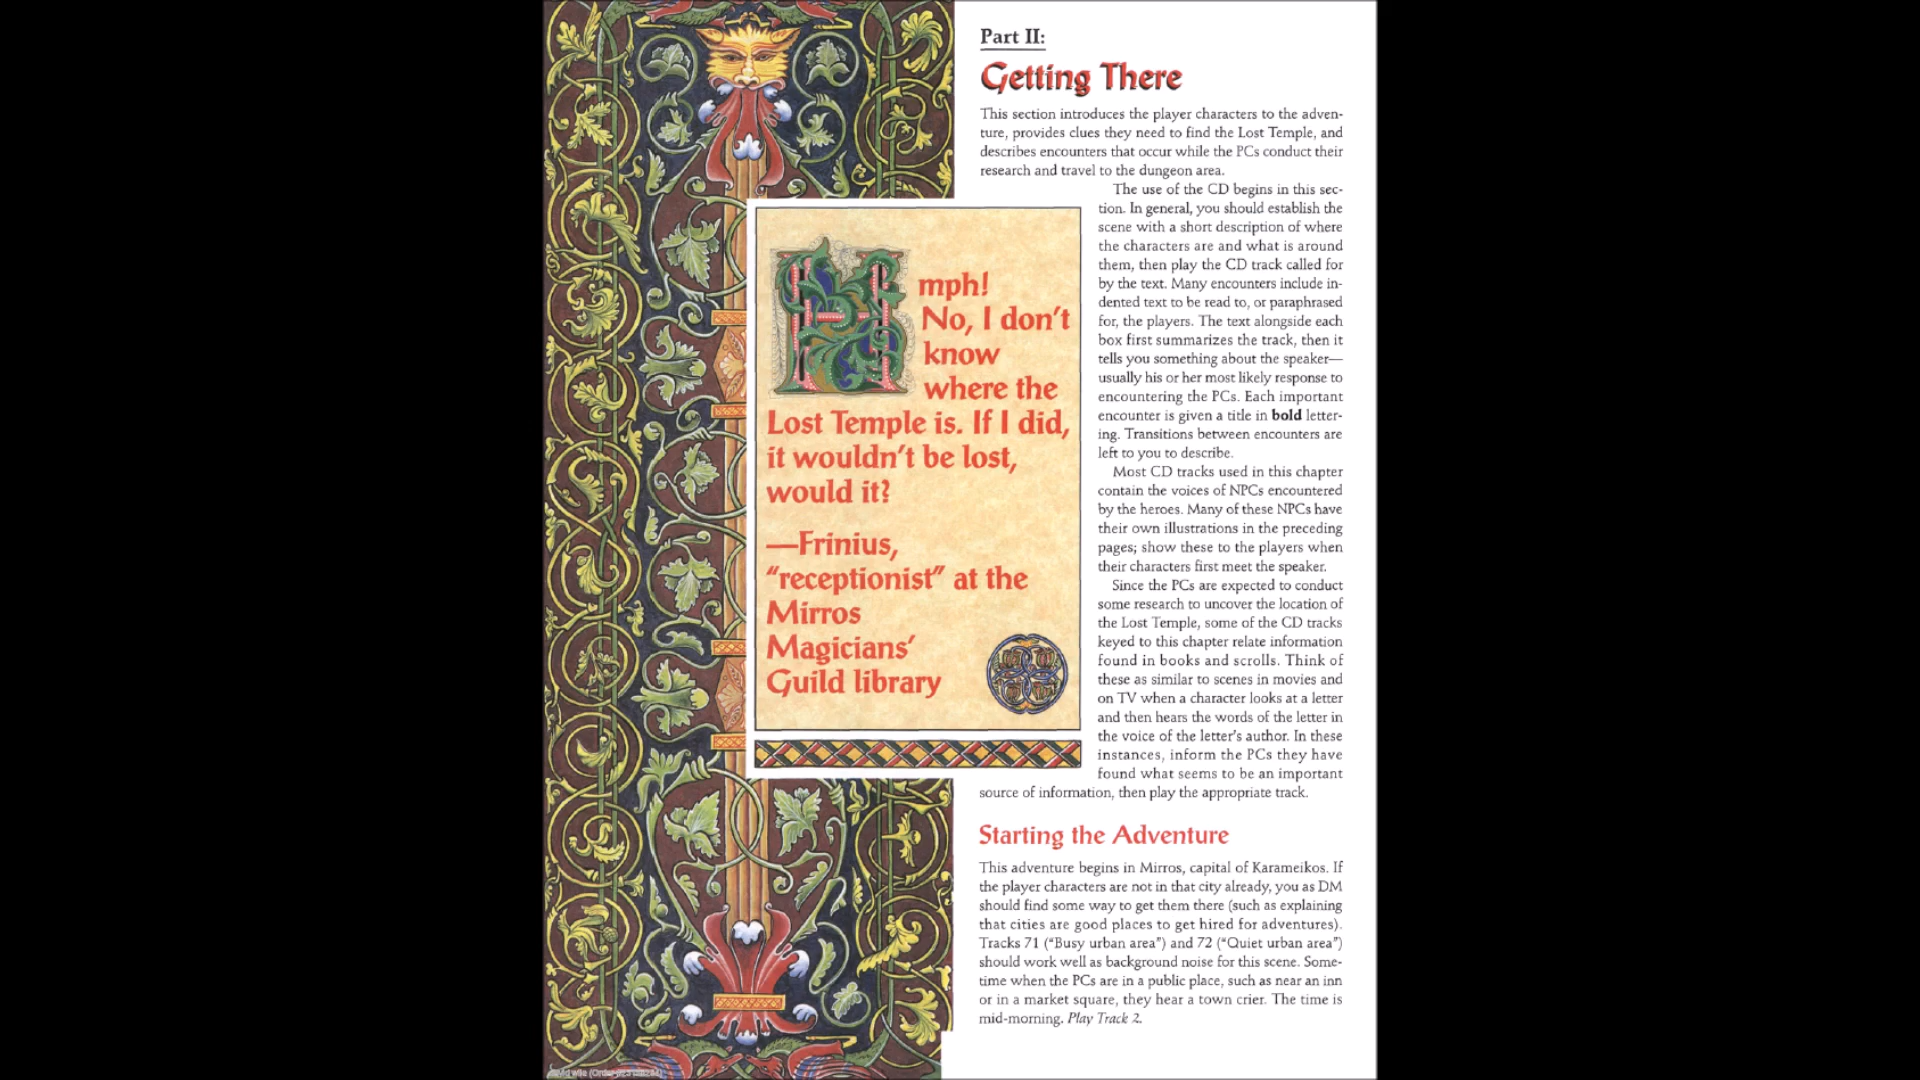 Part II:
Getting There
This section introduces the player characters to the adven-
ture, provides clues they need to find the Lost Temple, and
describes encounters that occur while the PCs conduct their
research and travel to the dungeon area.
The use of the CD begins in this sec-
tion. In general, you should establish the
scene with a short description of where
the characters are and what is around
them, then play the CD track called for
by the text. Many encounters include in-
dented text to be read to, or paraphrased
for, the players. The text alongside each
box first summarizes the track, then it
tells you something about the speaker—
usually his or her most likely response to
encountering the PCs. Each important
encounter is given a title in bold letter-
ing. Transitions between encounters are
left to you to describe.
Most CD tracks used in this chapter
contain the voices of NPCs encountered
by the heroes. Many of these NPCs have
their own illustrations in the preceding
pages; show these to the players when
their characters first meet the speaker.
Since the PCs are expected to conduct
some research to uncover the location of
the Lost Temple, some of the CD tracks
keyed to this chapter relate information
found in books and scrolls. Think of
these as similar to scenes in movies and
on TV when a character looks at a letter
and then hears the words of the letter in
the voice of the letter's author. In these
instances, inform the PCs they have
found what seems to be an important
source of information, then play the appropriate track.
Hmph!
No, I don't
know
where the
Lost Temple is. If I did,
it wouldn't be lost,
would it?
—Frinius,
"receptionist" at the
Mirros
Magicians'
Guild library
Starting the Adventure
This adventure begins in Mirros, capital of Karameikos. If
the player characters are not in that city already, you as DM
should find some way to get them there (such as explaining
that cities are good places to get hired for adventures).
Tracks 71 ("Busy urban area") and 72 ("Quiet urban area")
should work well as background noise for this scene. Some-
time when the PCs are in a public place, such as near an inn
or in a market square, they hear a town crier. The time is
mid-morning. Play Track 2.